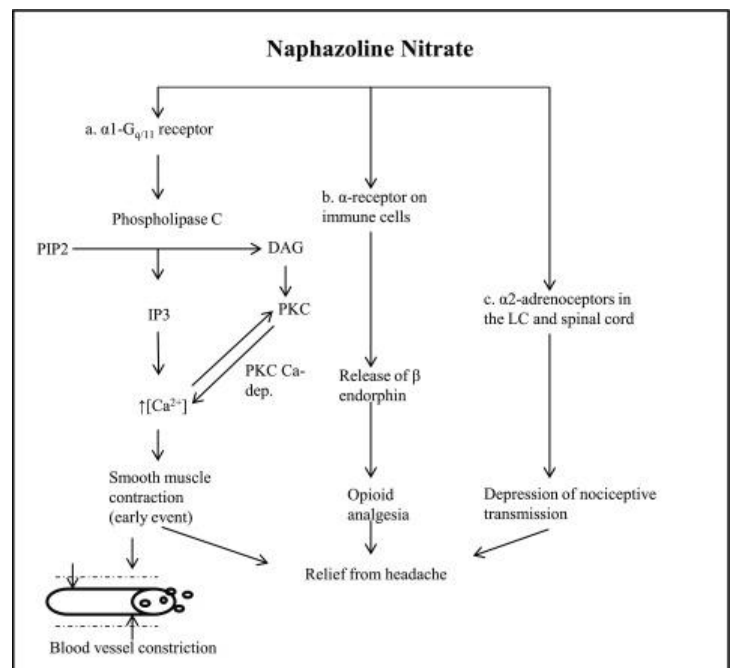 Naphazoline Nitrate
a. α1-Gq/11 receptor
Phospholipase C
PIP2
DAG
IP3
PKC
PKC Ca-
dep.
↑[Ca²⁺]
Smooth muscle
contraction
(early event)
Blood vessel constriction
b. α-receptor on
immune cells
Release of β
endorphin
Opioid
analgesia
c. α2-adrenoceptors in
the LC and spinal cord
Depression of nociceptive
transmission
Relief from headache